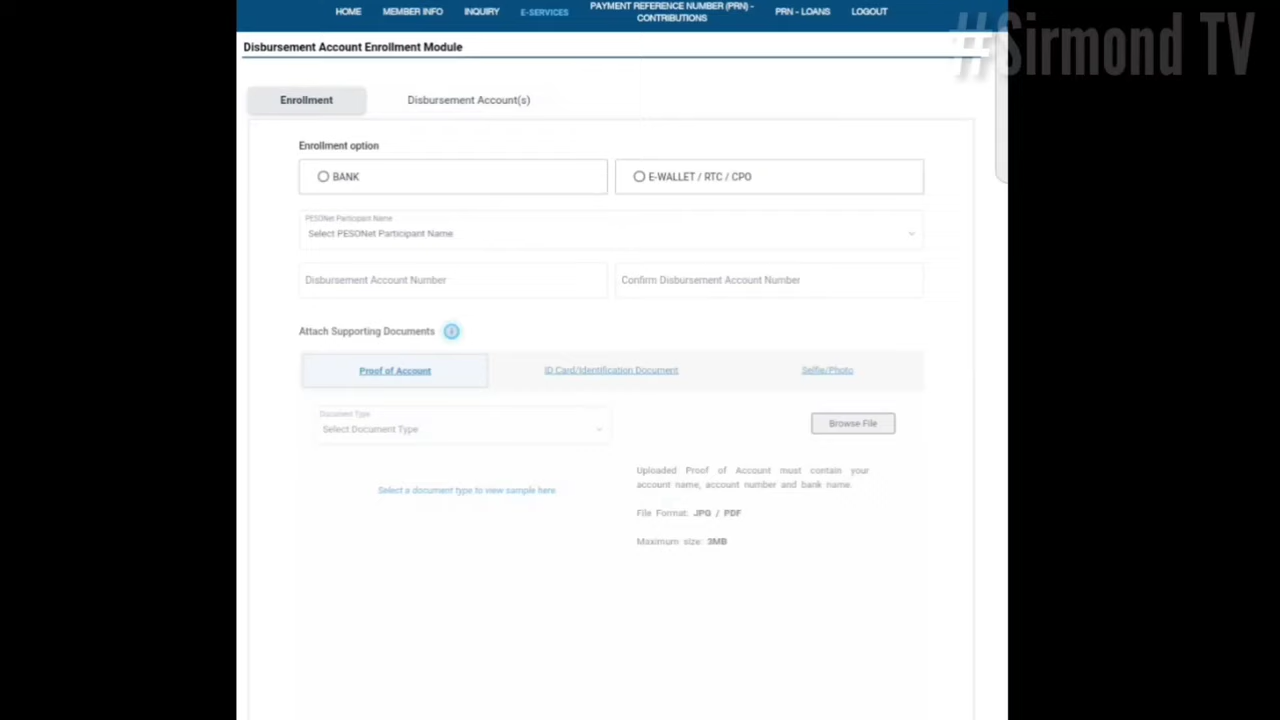 HOME MEMBER INFO INQUIRY E-SERVICES PAYMENT REFERENCE NUMBER (PRN) - CONTRIBUTIONS PRN - LOANS LOGOUT
#Sirmond TV
Disbursement Account Enrollment Module
Enrollment Disbursement Account(s)
Enrollment option
BANK E-WALLET / RTC / CPO
PESONet Participant Name
Select PESONet Participant Name
Disbursement Account Number Confirm Disbursement Account Number
Attach Supporting Documents
Proof of Account ID Card/Identification Document Selfie/Photo
Document Type
Select Document Type
Browse File
Select a document type to view sample here.
Uploaded Proof of Account must contain your
account name, account number and bank name.
File Format: JPG / PDF
Maximum size: 3MB